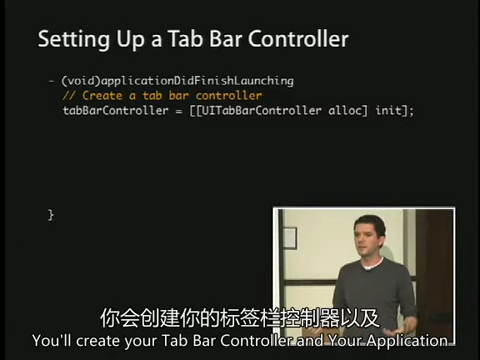 Setting Up a Tab Bar Controller
- (void)applicationDidFinishLaunching
// Create a tab bar controller
tabBarController = [[UITabBarController alloc] init];
}
你会创建你的标签栏控制器以及
You'll create your Tab Bar Controller and Your Application